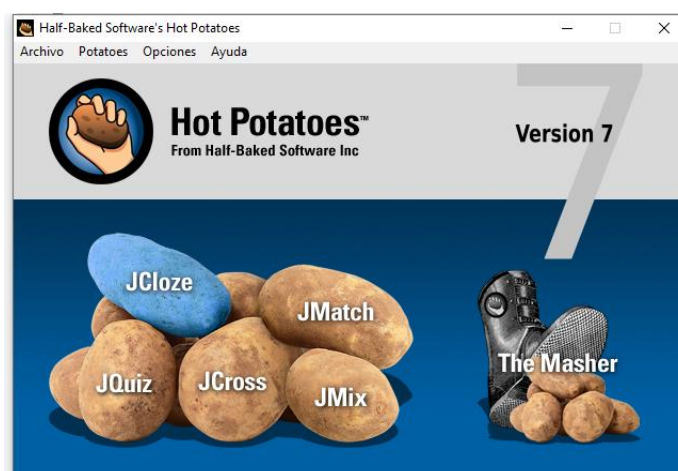 Half-Baked Software's Hot Potatoes
Archivo Potatoes Opciones Ayuda
Hot Potatoes™
From Half-Baked Software Inc
7
Version 7
JCloze
JMatch
JQuiz
JCross
JMix
The Masher